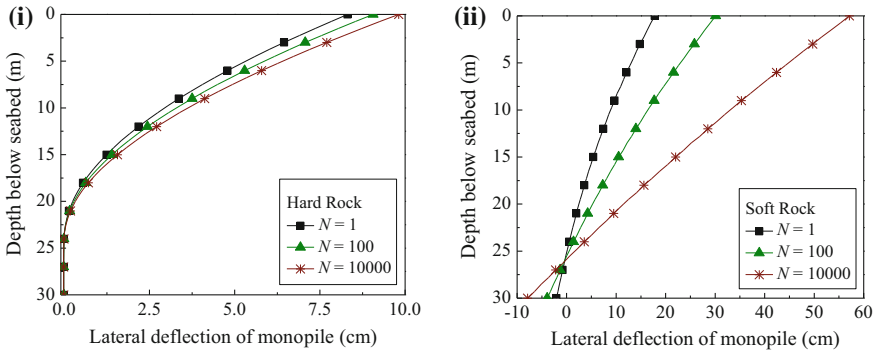 (i)
Depth below seabed (m)
0
5
10
15
20
25
30
0.0 2.5 5.0 7.5 10.0
Lateral deflection of monopile (cm)
Hard Rock
N = 1
N = 100
N = 10000
(ii)
Depth below seabed (m)
0
5
10
15
20
25
30
-10 0 10 20 30 40 50 60
Lateral deflection of monopile (cm)
Soft Rock
N = 1
N = 100
N = 10000